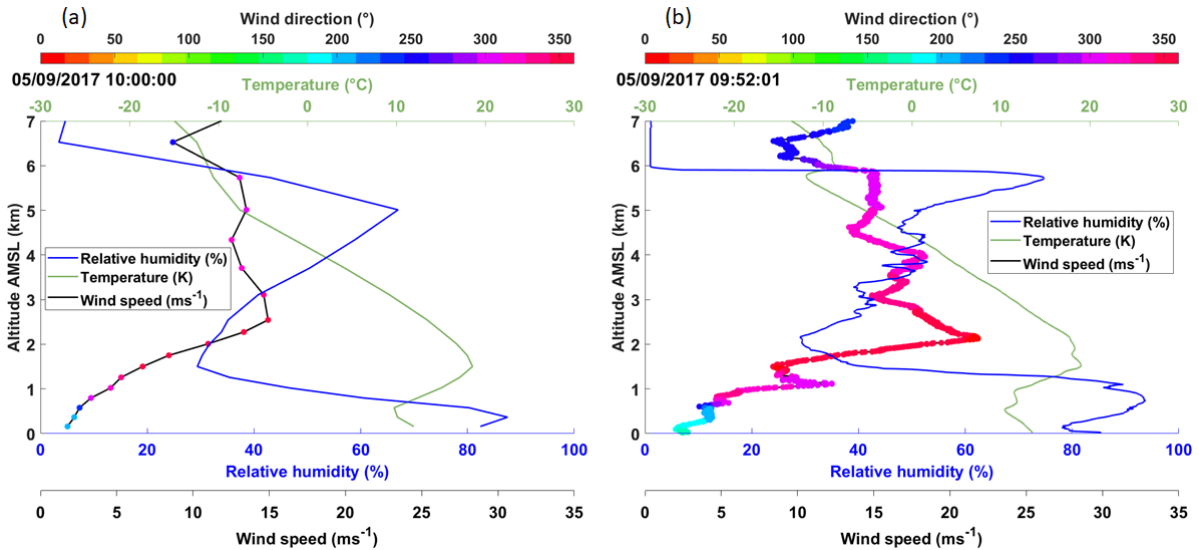 (a)
Wind direction (°)
0 50 100 150 200 250 300 350
05/09/2017 10:00:00
Temperature (°C)
-30 -20 -10 0 10 20 30
7
6
5
4
3
2
1
0
Altitude AMSL (km)
Relative humidity (%)
Temperature (K)
Wind speed (ms-1)
0 20 40 60 80 100
Relative humidity (%)
0 5 10 15 20 25 30 35
Wind speed (ms-1)
(b)
Wind direction (°)
0 50 100 150 200 250 300 350
05/09/2017 09:52:01
Temperature (°C)
-30 -20 -10 0 10 20 30
7
6
5
4
3
2
1
0
Altitude AMSL (km)
Relative humidity (%)
Temperature (K)
Wind speed (ms-1)
0 20 40 60 80 100
Relative humidity (%)
0 5 10 15 20 25 30 35
Wind speed (ms-1)